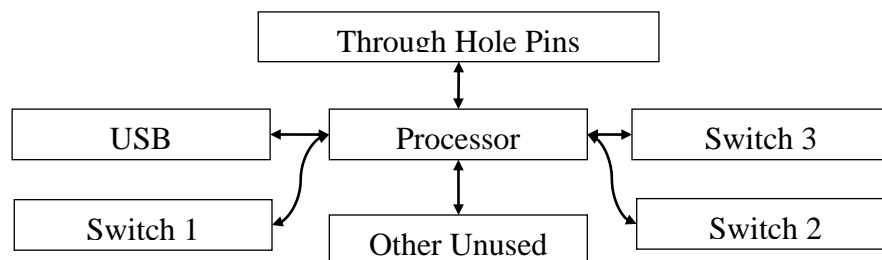 Through Hole Pins
USB
Processor
Switch 3
Switch 1
Other Unused
Switch 2